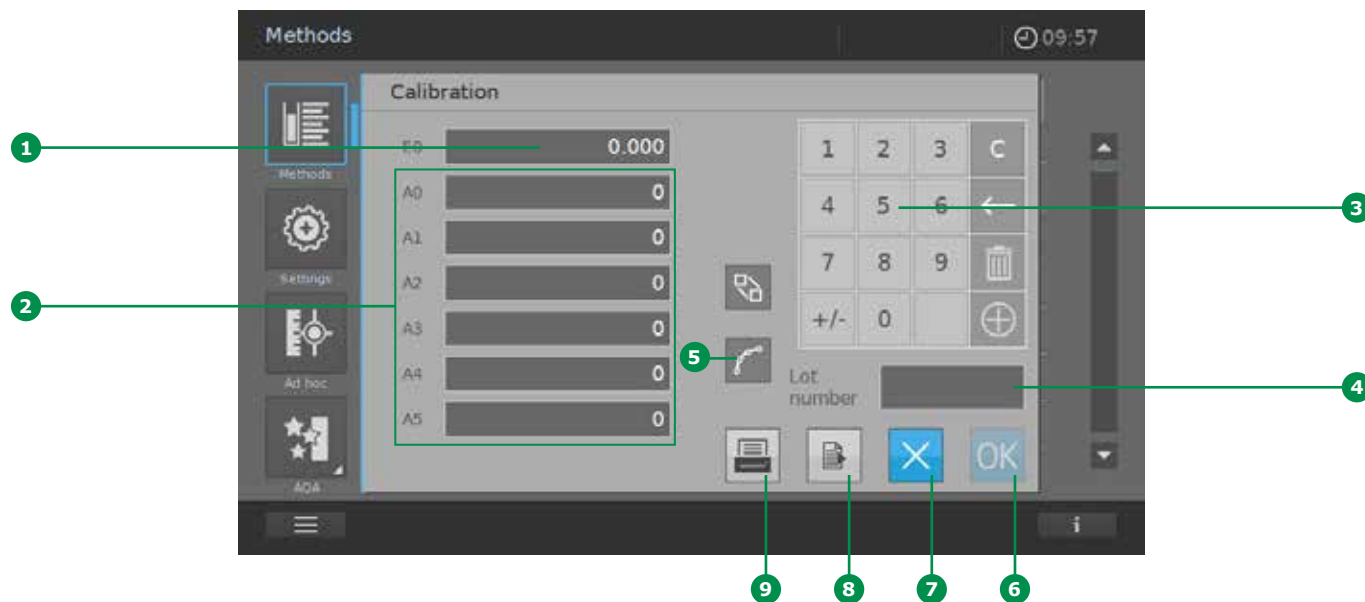 Methods
09:57
Calibration
E0 0.000
A0 0
A1 0
A2 0
A3 0
A4 0
A5 0
Methods
Settings
Ad hoc
AQA
1 2 3 C
4 5 6
7 8 9
+/- 0
Lot
number
OK
i
1
2
3
4
5
6
7
8
9